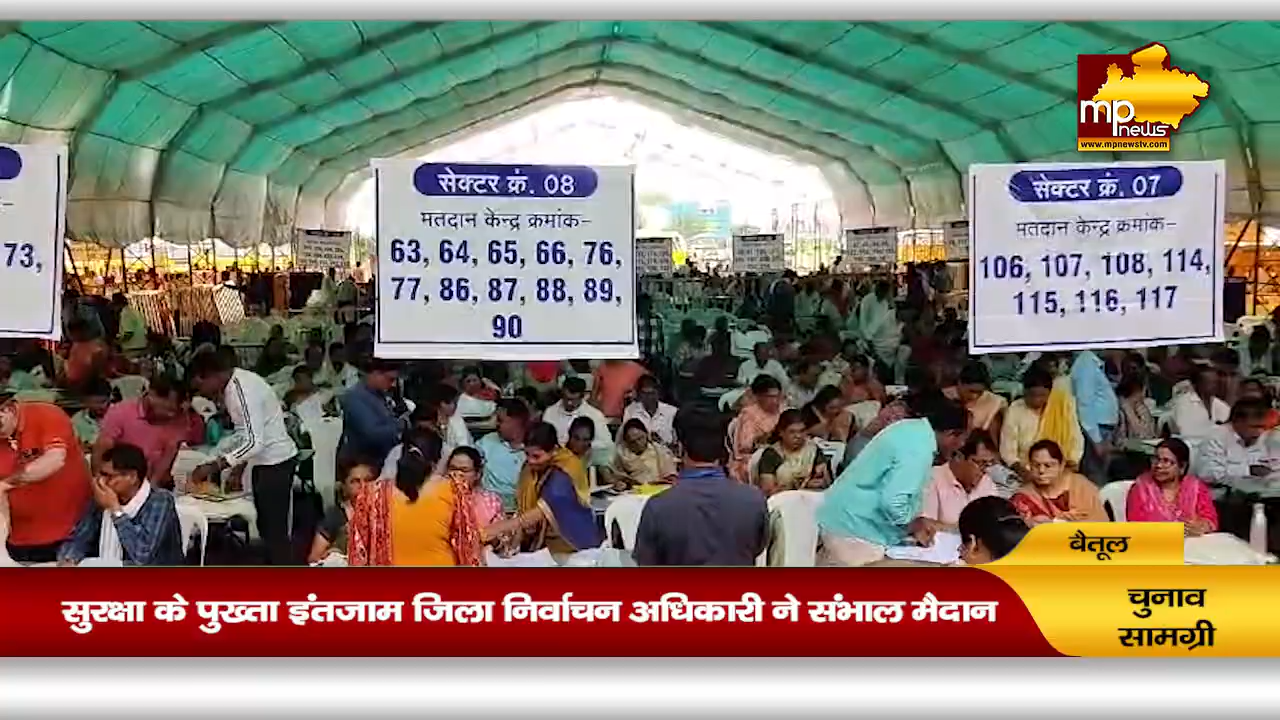 mp news
www.mpnewstv.com
सेक्टर क्रं. 08
मतदान केन्द्र क्रमांक–
63, 64, 65, 66, 76,
77, 86, 87, 88, 89,
90
सेक्टर क्रं. 07
मतदान केन्द्र क्रमांक–
106, 107, 108, 114,
115, 116, 117
73,
बैतूल
सुरक्षा के पुख्ता इंतजाम जिला निर्वाचन अधिकारी ने संभाल मैदान
चुनाव
सामग्री